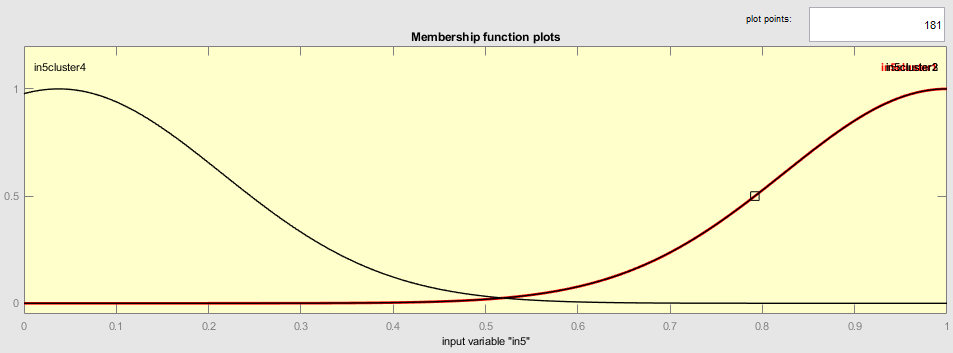 plot points:
181
Membership function plots
in5cluster4
1
0.5
0
0 0.1 0.2 0.3 0.4 0.5 0.6 0.7 0.8 0.9 1
input variable "in5"